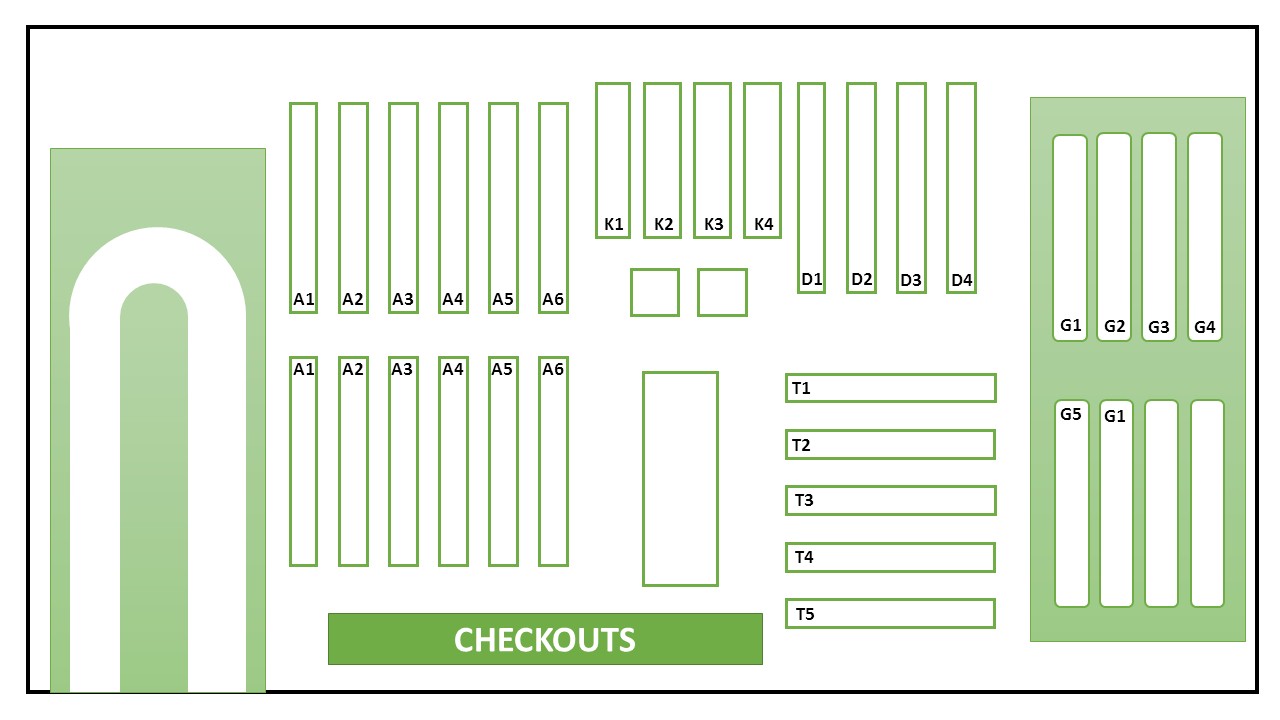 K1 K2 K3 K4
D1 D2 D3 D4
A1 A2 A3 A4 A5 A6
G1 G2 G3 G4
A1 A2 A3 A4 A5 A6
T1
G5 G1
T2
T3
T4
T5
CHECKOUTS